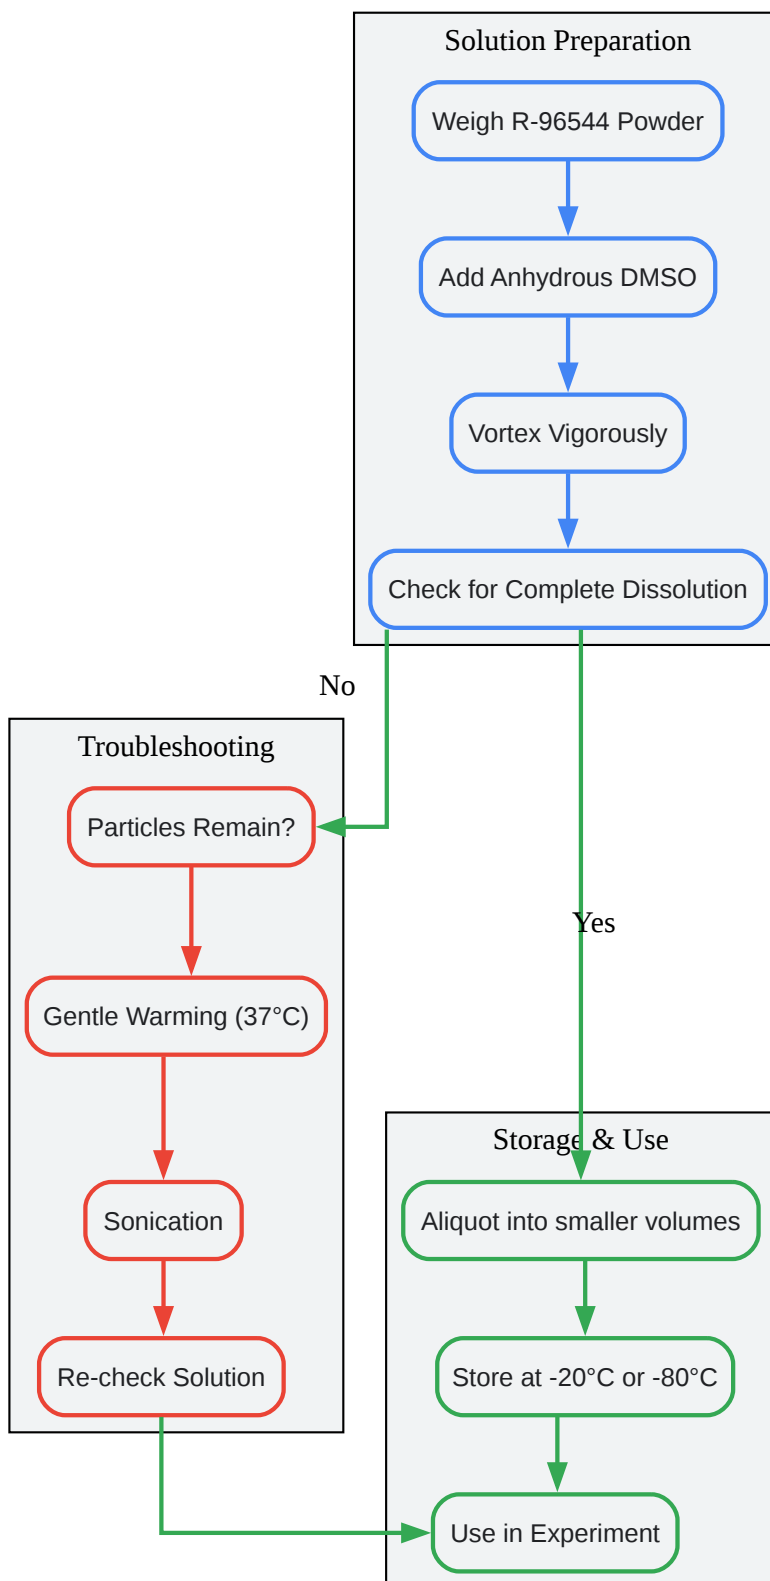 Solution Preparation
Weigh R-96544 Powder
Add Anhydrous DMSO
Vortex Vigorously
Check for Complete Dissolution
No
Troubleshooting
Particles Remain?
Yes
Gentle Warming (37°C)
Storage & Use
Sonication
Aliquot into smaller volumes
Re-check Solution
Store at -20°C or -80°C
Use in Experiment